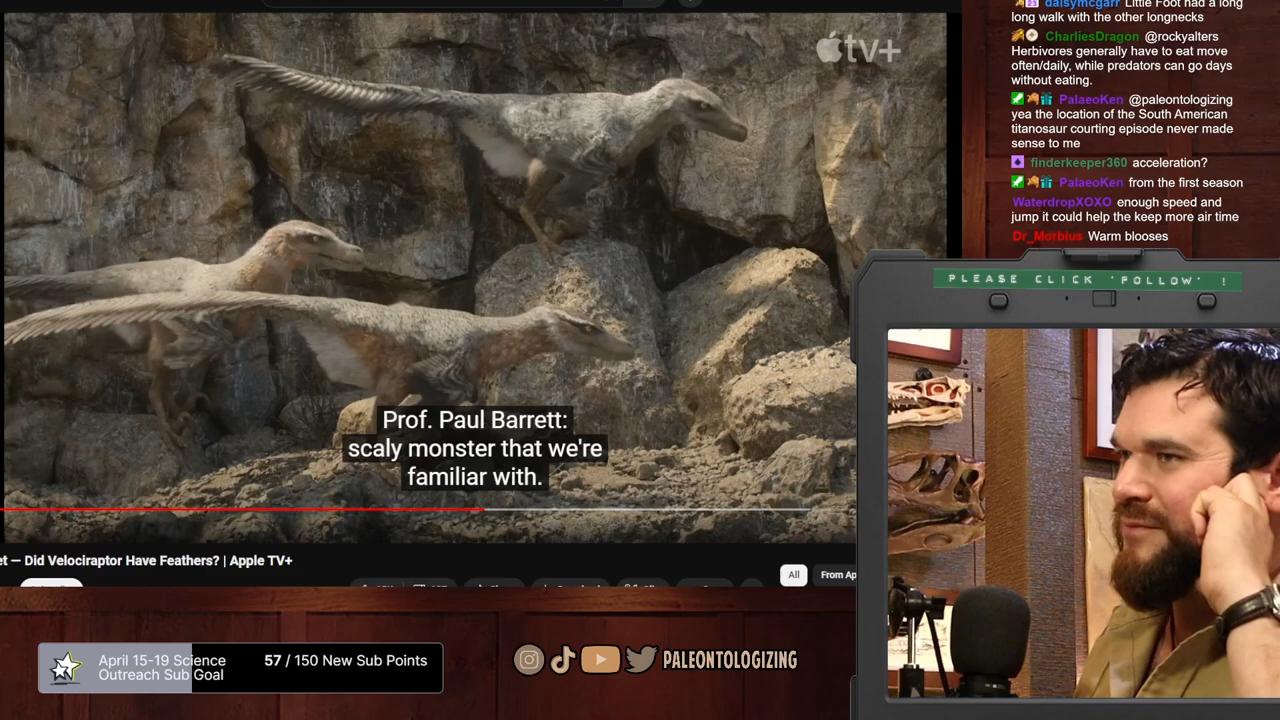 tv+
daisymcgarr Little Foot had a long
long walk with the other longnecks
CharliesDragon @rockyalters
Herbivores generally have to eat move
often/daily, while predators can go days
without eating.
PalaeoKen @paleontologizing
yea the location of the South American
titanosaur courting episode never made
sense to me
finderkeeper360 acceleration?
PalaeoKen from the first season
WaterdropXOXO enough speed and
jump it could help the keep more air time
Dr_Morbius Warm blooses
PLEASE CLICK 'FOLLOW' !
Prof. Paul Barrett:
scaly monster that we're
familiar with.
et — Did Velociraptor Have Feathers? | Apple TV+
All
From Ap
April 15-19 Science
Outreach Sub Goal
57 / 150 New Sub Points
PALEONTOLOGIZING